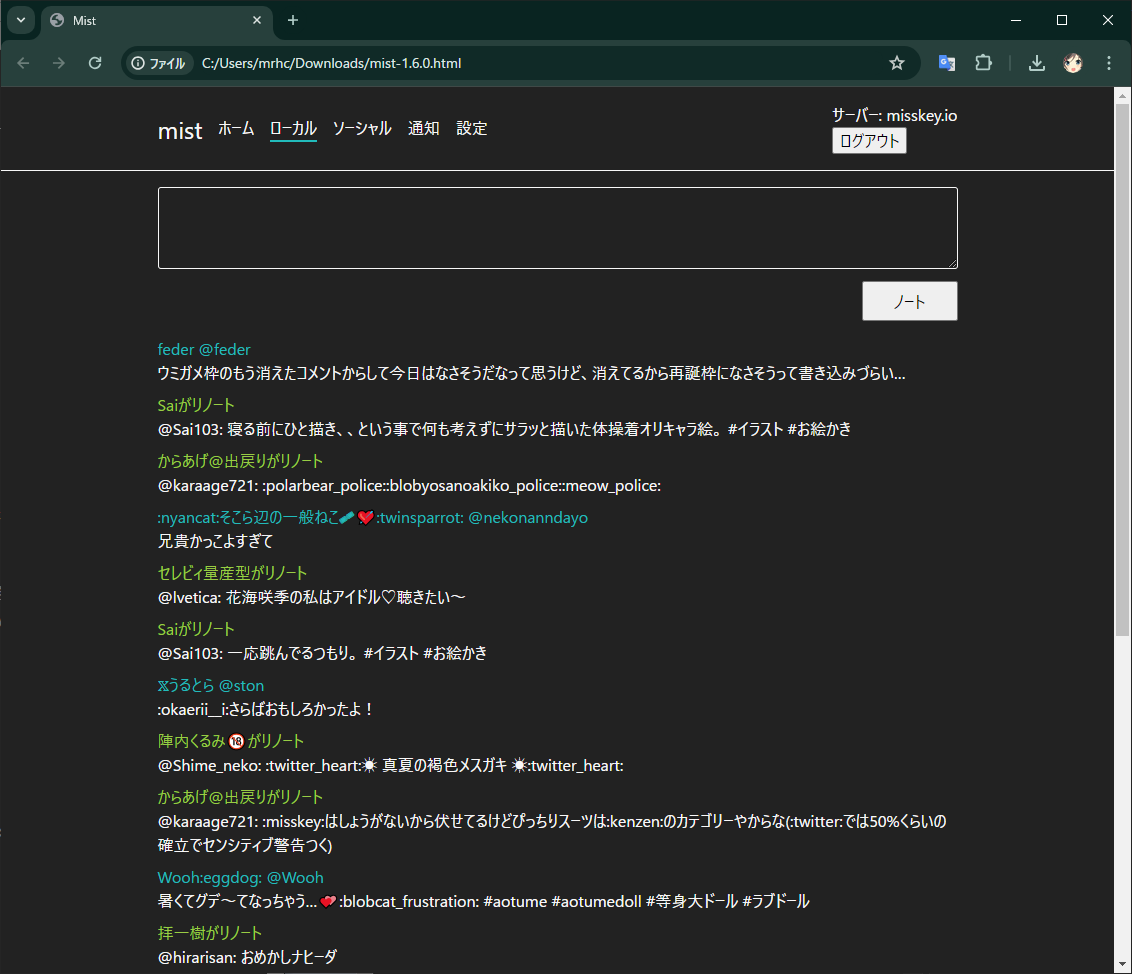 Mist
ファイル C:/Users/mrhc/Downloads/mist-1.6.0.html
mist ホーム ローカル ソーシャル 通知 設定
サーバー: misskey.io
ログアウト
ノート
feder @feder
ウミガメ枠のもう消えたコメントからして今日はなさそうだなって思うけど、消えてるから再誕枠になさそうって書き込みづらい...
Saiがリノート
@Sai103: 寝る前にひと描き、、という事で何も考えずにサラッと描いた体操着オリキャラ絵。 #イラスト #お絵かき
からあげ@出戻りがリノート
@karaage721: :polarbear_police::blobyosanoakiko_police::meow_police:
:nyancat:そこら辺の一般ねこ🩹❤️:twinsparrot: @nekonanndayo
兄貴かっこよすぎて
セレビィ量産型がリノート
@lvetica: 花海咲季の私はアイドル♡聴きたい〜
Saiがリノート
@Sai103: 一応跳んでるつもり。 #イラスト #お絵かき
𝕏うるとら @ston
:okaerii__i:さらばおもしろかったよ！
陣内くるみ🔞がリノート
@Shime_neko: :twitter_heart:☀ 真夏の褐色メスガキ ☀:twitter_heart:
からあげ@出戻りがリノート
@karaage721: :misskey:はしょうがないから伏せてるけどぴっちりスーツは:kenzen:のカテゴリーやからな(:twitter:では50%くらいの
確立でセンシティブ警告つく)
Wooh:eggdog: @Wooh
暑くてグデ〜てなっちゃう...💕:blobcat_frustration: #aotume #aotumedoll #等身大ドール #ラブドール
拝一樹がリノート
@hirarisan: おめかしナヒーダ